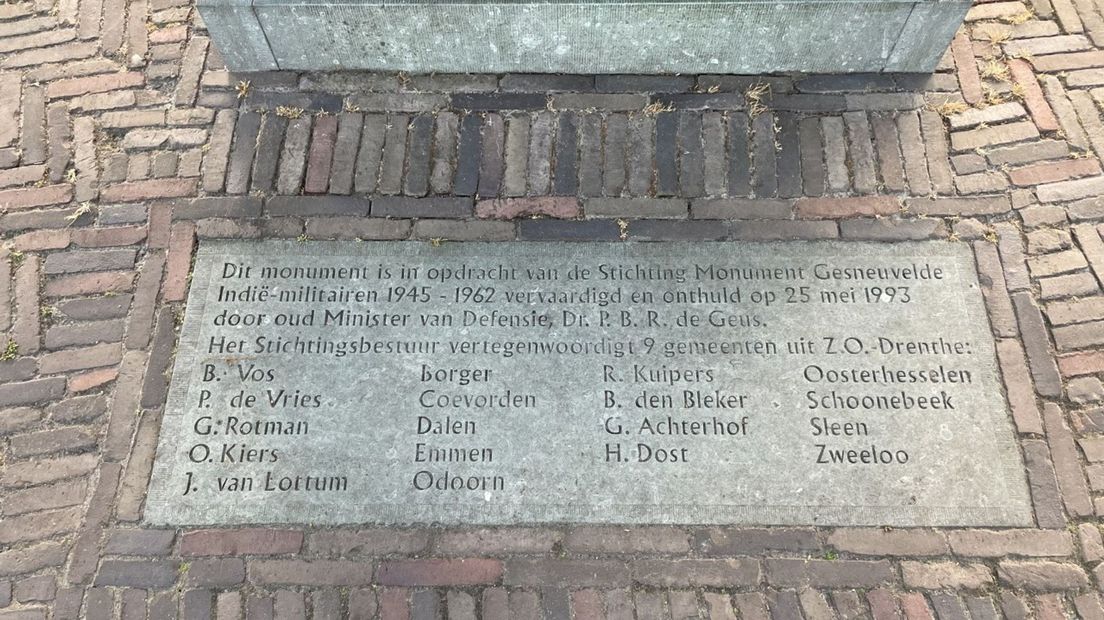 Dit monument is in opdracht van de Stichting Monument Gesneuvelde
Indië-militairen 1945 - 1962 vervaardigd en onthuld op 25 mei 1993
door oud Minister van Defensie, Dr. P. B. R. de Geus.
Het Stichtingsbestuur vertegenwoordigt 9 gemeenten uit Z.O.-Drenthe:
B. Vos Borger R. Kuipers Oosterhesselen
P. de Vries Coevorden B. den Bleker Schoonebeek
G. Rotman Dalen G. Achterhof Sleen
O. Kiers Emmen H. Dost Zweeloo
J. van Lottum Odoorn